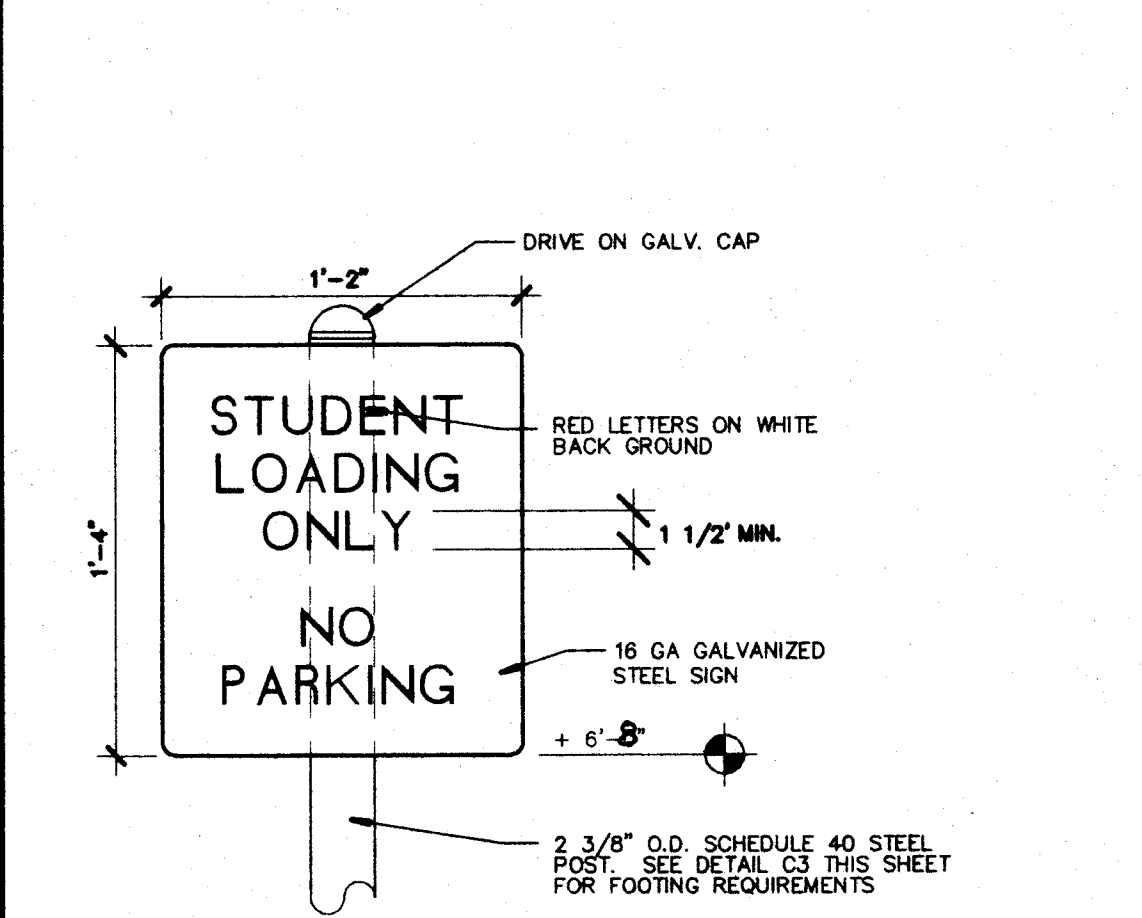 DRIVE ON GALV. CAP
1'-2"
1'-4"
STUDENT
LOADING
ONLY
NO
PARKING
RED LETTERS ON WHITE
BACK GROUND
1 1/2' MIN.
16 GA GALVANIZED
STEEL SIGN
+ 6'-8"
2 3/8" O.D. SCHEDULE 40 STEEL
POST. SEE DETAIL C3 THIS SHEET
FOR FOOTING REQUIREMENTS